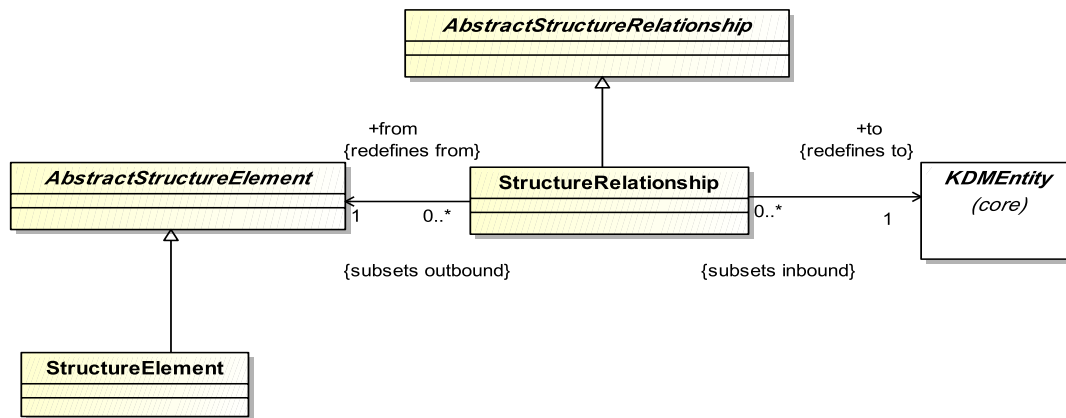 AbstractStructureRelationship
+from
{redefines from}
+to
{redefines to}
AbstractStructureElement
StructureRelationship
KDMEntity
(core)
1
0..*
0..*
1
{subsets outbound}
{subsets inbound}
StructureElement